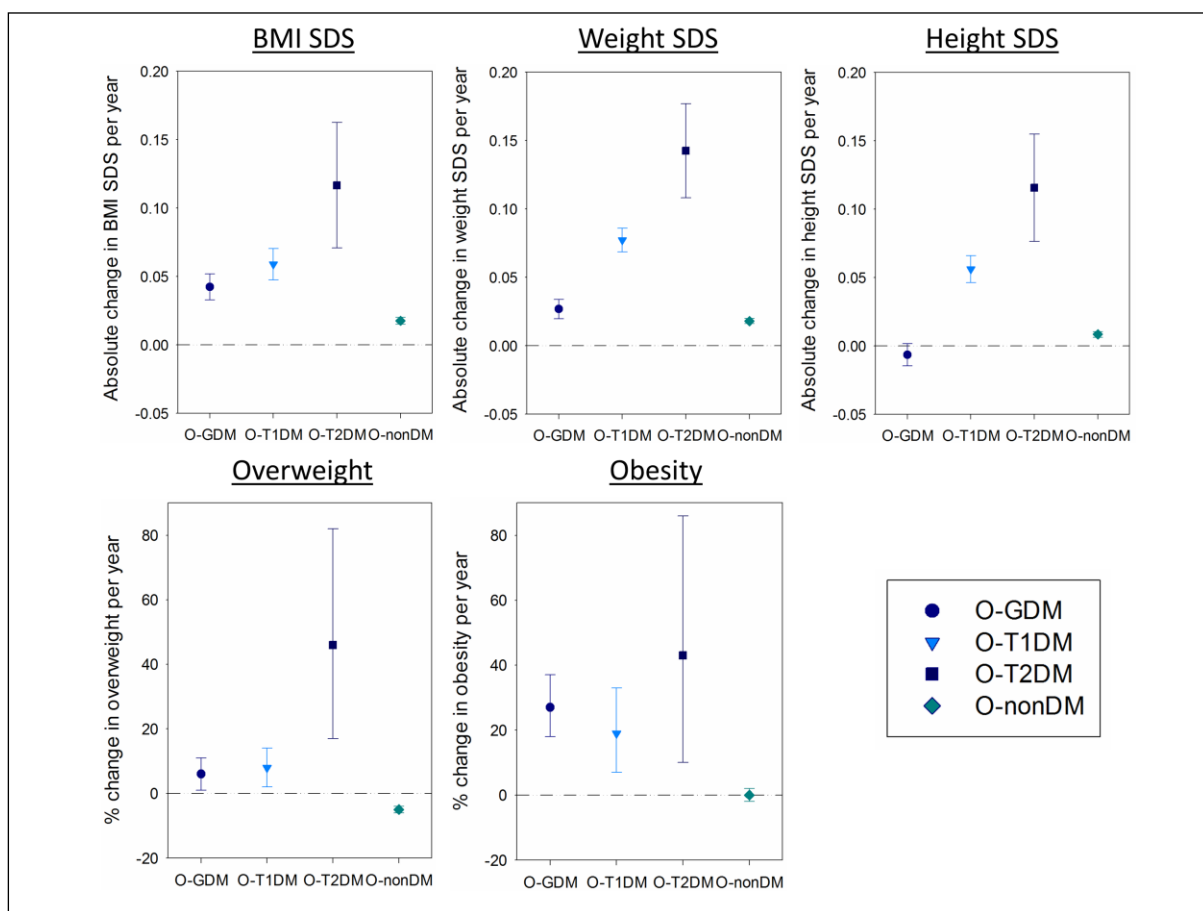 BMI SDS
Absolute change in BMI SDS per year
0.20
0.15
0.10
0.05
0.00
-0.05
O-GDM O-T1DM O-T2DM O-nonDM
Weight SDS
Absolute change in weight SDS per year
0.20
0.15
0.10
0.05
0.00
-0.05
O-GDM O-T1DM O-T2DM O-nonDM
Height SDS
Absolute change in height SDS per year
0.20
0.15
0.10
0.05
0.00
-0.05
O-GDM O-T1DM O-T2DM O-nonDM
Overweight
% change in overweight per year
80
60
40
20
0
-20
O-GDM O-T1DM O-T2DM O-nonDM
Obesity
% change in obesity per year
80
60
40
20
0
-20
O-GDM O-T1DM O-T2DM O-nonDM
O-GDM
O-T1DM
O-T2DM
O-nonDM